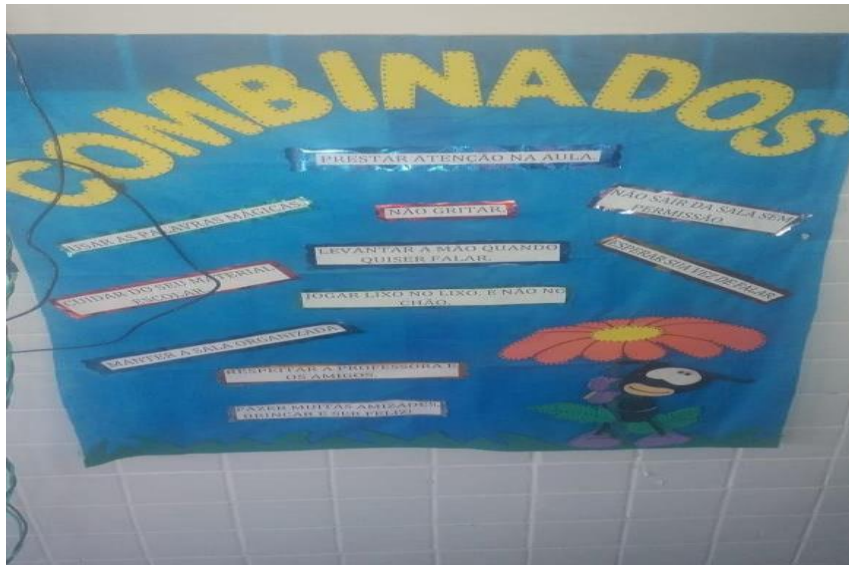 COMBINADOS
PRESTAR ATENÇÃO NA AULA.
USAR AS PALAVRAS MÁGICAS
NÃO GRITAR.
NÃO SAIR DA SALA SEM
PERMISSÃO.
LEVANTAR A MÃO QUANDO
QUISER FALAR.
ESPERAR SUA VEZ DE FALAR
CUIDAR DO SEU MATERIAL
ESCOLAR
JOGAR LIXO NO LIXO, E NÃO NO
CHÃO.
MANTER A SALA ORGANIZADA
RESPEITAR A PROFESSORA E
OS AMIGOS.
FAZER MUITAS AMIZADES,
BRINCAR E SER FELIZ!